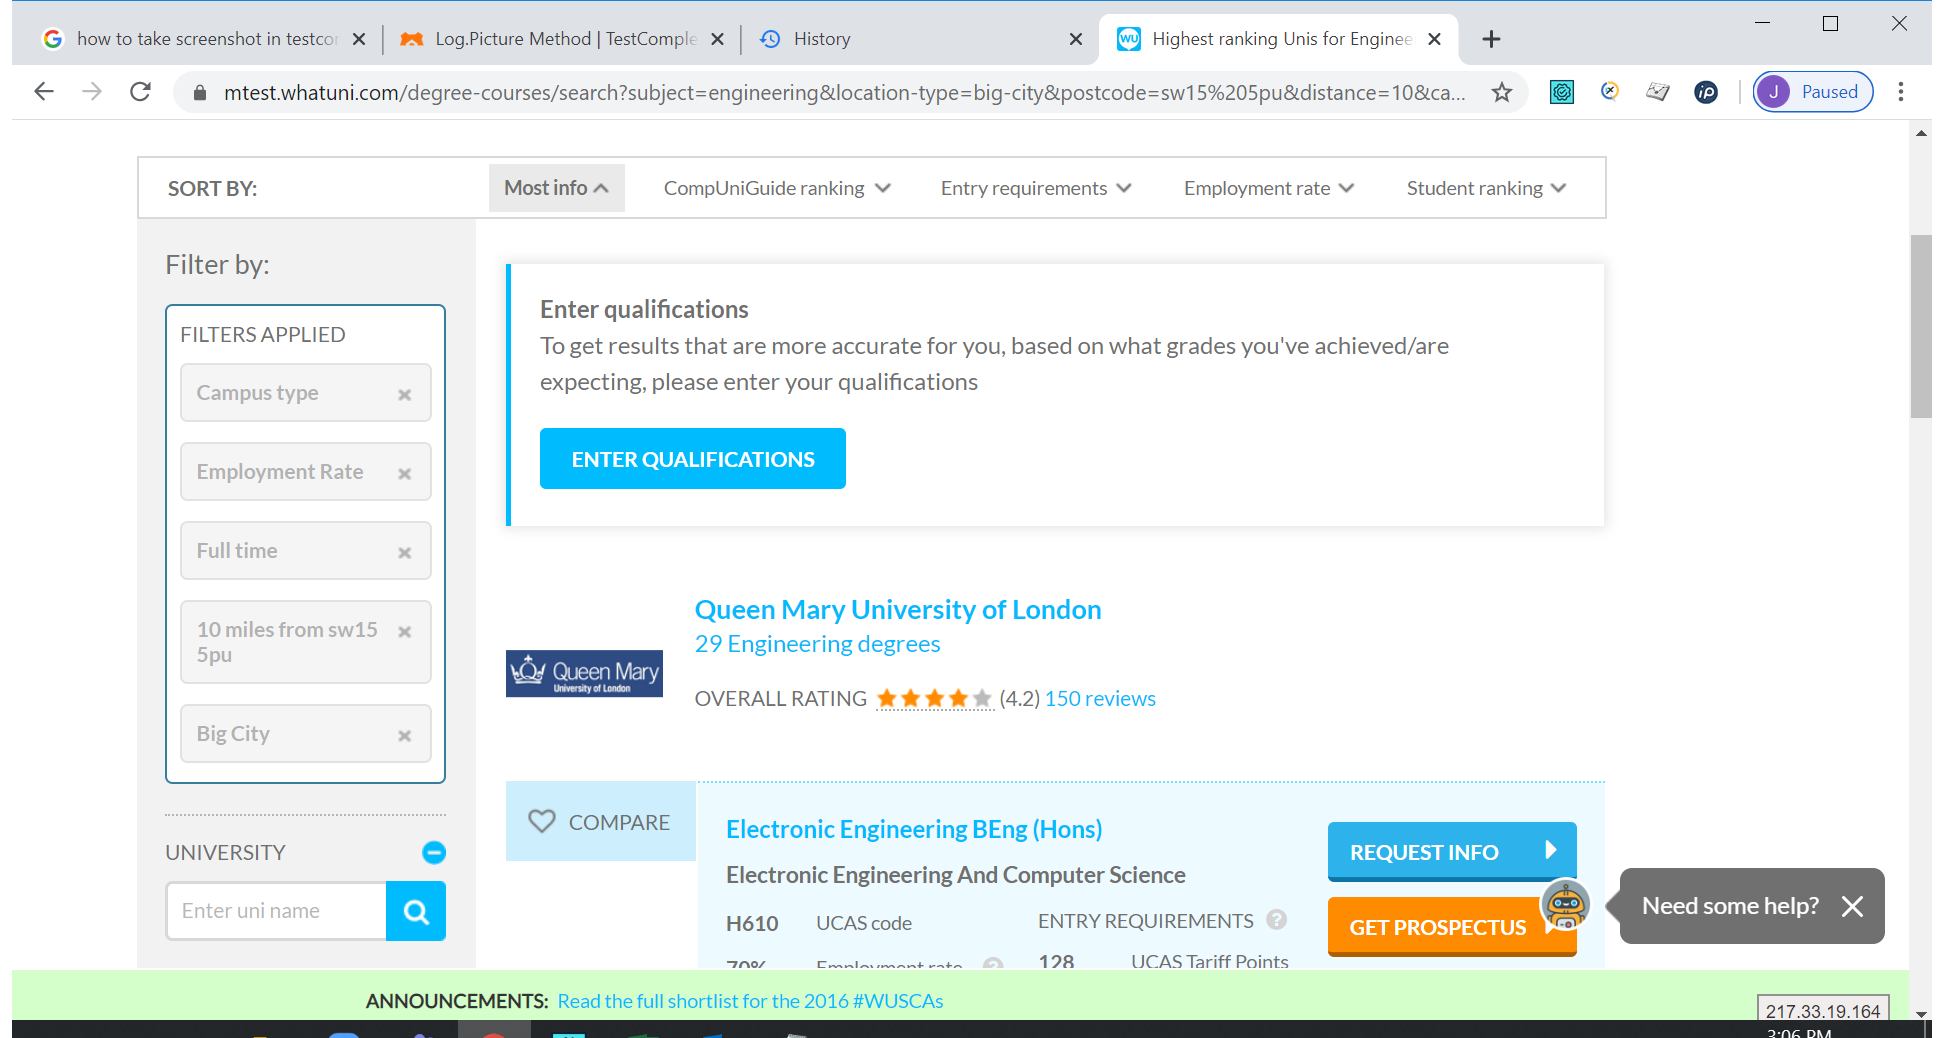 how to take screenshot in testcor
Log.Picture Method | TestComple
History
Highest ranking Unis for Enginee
mtest.whatuni.com/degree-courses/search?subject=engineering&location-type=big-city&postcode=sw15%205pu&distance=10&ca...
J Paused
SORT BY: Most info CompUniGuide ranking Entry requirements Employment rate Student ranking
Filter by:
FILTERS APPLIED
Campus type
Employment Rate
Full time
10 miles from sw15
5pu
Big City
UNIVERSITY
Enter uni name
Enter qualifications
To get results that are more accurate for you, based on what grades you've achieved/are
expecting, please enter your qualifications
ENTER QUALIFICATIONS
Queen Mary
University of London
Queen Mary University of London
29 Engineering degrees
OVERALL RATING (4.2) 150 reviews
COMPARE
Electronic Engineering BEng (Hons)
Electronic Engineering And Computer Science
H610 UCAS code
70% Employment rate
ENTRY REQUIREMENTS ?
128 UCAS Tariff Points
REQUEST INFO
GET PROSPECTUS
Need some help?
ANNOUNCEMENTS: Read the full shortlist for the 2016 #WUSCAs
217.33.19.164
3:06 PM